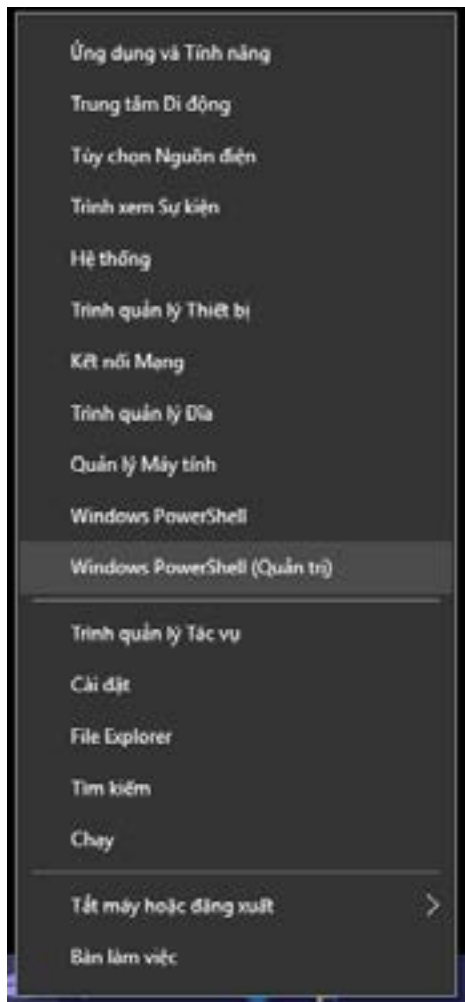 Ứng dụng và Tính năng
Trung tâm Di động
Tùy chọn Nguồn điện
Trình xem Sự kiện
Hệ thống
Trình quản lý Thiết bị
Kết nối Mạng
Trình quản lý Đĩa
Quản lý Máy tính
Windows PowerShell
Windows PowerShell (Quản trị)
Trình quản lý Tác vụ
Cài đặt
File Explorer
Tìm kiếm
Chạy
Tắt máy hoặc đăng xuất
Bàn làm việc